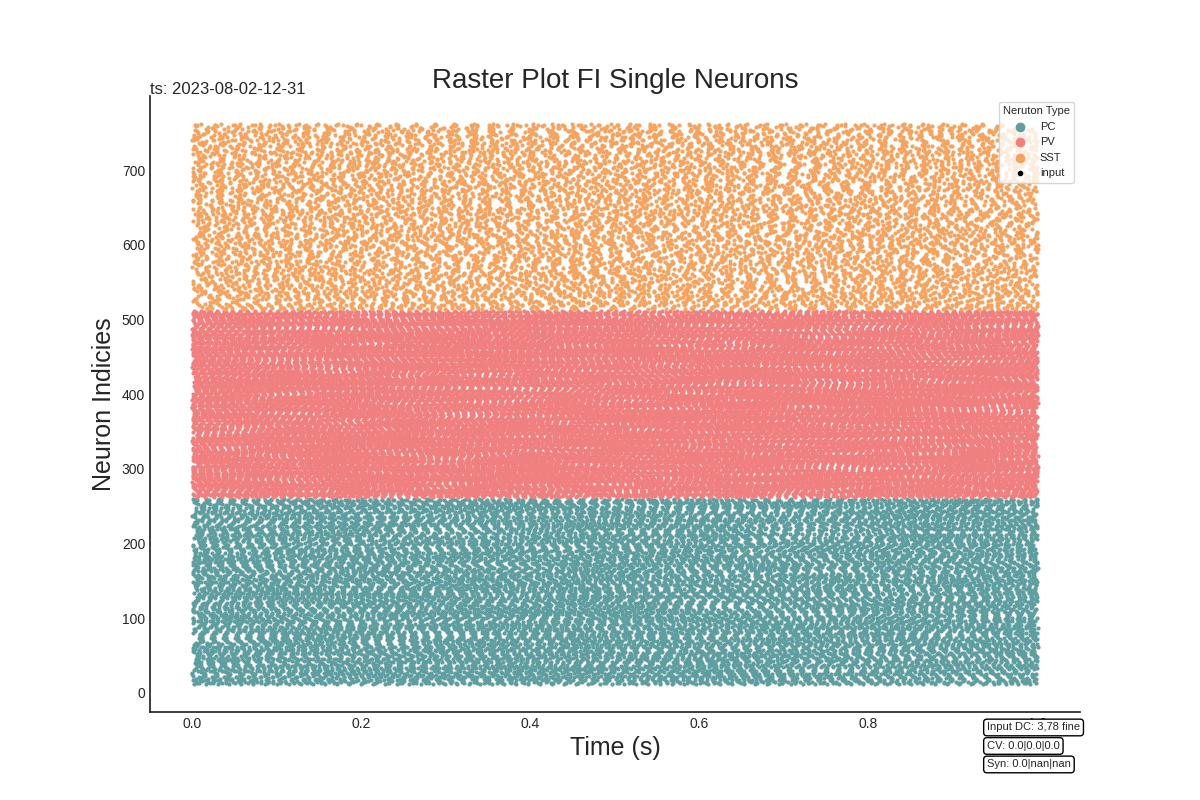 Raster Plot FI Single Neurons
ts: 2023-08-02-12-31
Neruton Type
PC
PV
SST
input
Neuron Indicies
700
600
500
400
300
200
100
0
0.0 0.2 0.4 0.6 0.8
Time (s)
Input DC: 3,78 fine
CV: 0.0|0.0|0.0
Syn: 0.0|nan|nan